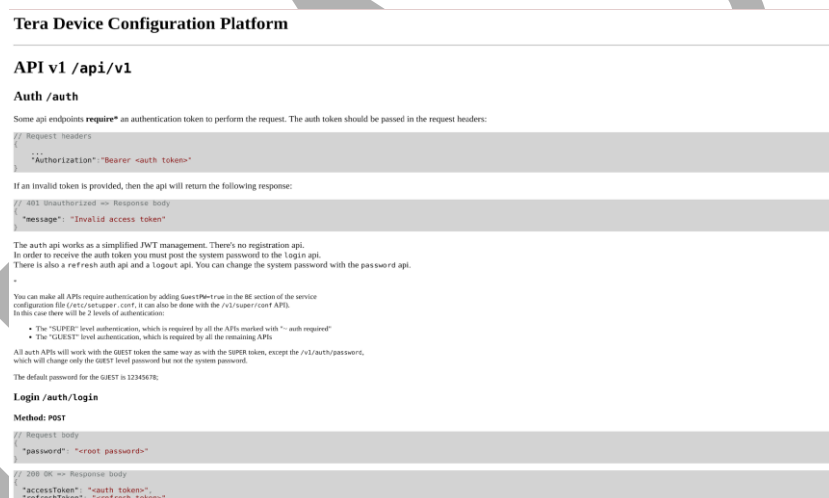 Tera Device Configuration Platform
API v1 /api/v1
Auth /auth
Some api endpoints require* an authentication token to perform the request. The auth token should be passed in the request headers:
// Request headers
{
...
"Authorization":"Bearer <auth token>"
}
If an invalid token is provided, then the api will return the following response:
// 401 Unauthorized => Response body
{
"message": "Invalid access token"
}
The auth api works as a simplified JWT management. There's no registration api.
In order to receive the auth token you must post the system password to the login api.
There is also a refresh auth api and a logout api. You can change the system password with the password api.
*
You can make all APIs require authentication by adding GuestPW=true in the BE section of the service
configuration file (/etc/setupper.conf, it can also be done with the /v1/super/conf API).
In this case there will be 2 levels of authentication:
• The "SUPER" level authentication, which is required by all the APIs marked with "~ auth required"
• The "GUEST" level authentication, which is required by all the remaining APIs
All auth APIs will work with the GUEST token the same way as with the SUPER token, except the /v1/auth/password,
which will change only the GUEST level password but not the system password.
The default password for the GUEST is 12345678;
Login /auth/login
Method: POST
// Request body
{
"password": "<root password>"
}
// 200 OK => Response body
{
"accessToken": "<auth token>",
"refreshToken": "<refresh token>"